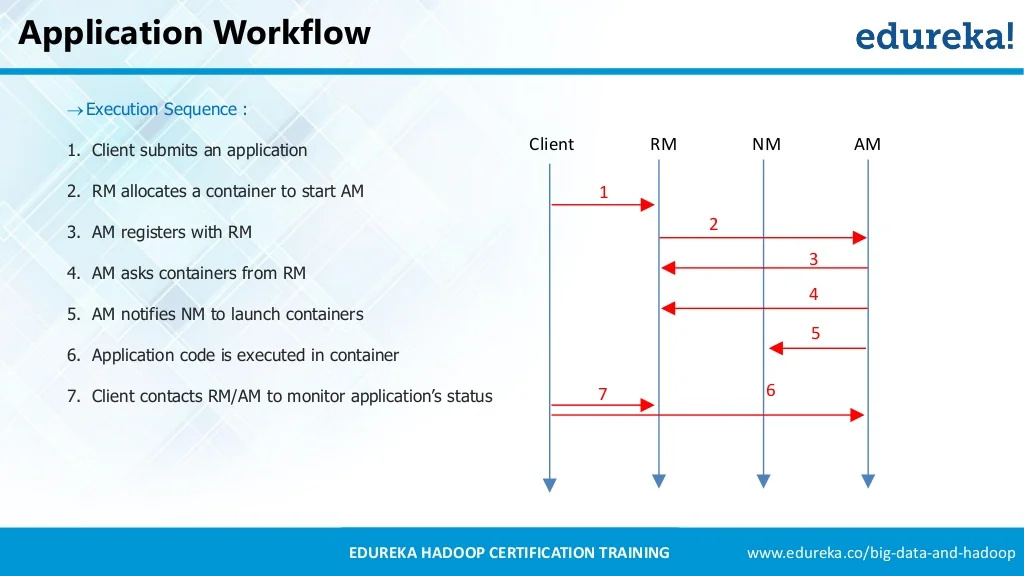 Application Workflow
edureka!
→Execution Sequence :
1. Client submits an application
2. RM allocates a container to start AM
3. AM registers with RM
4. AM asks containers from RM
5. AM notifies NM to launch containers
6. Application code is executed in container
7. Client contacts RM/AM to monitor application’s status
Client RM NM AM
1
2
3
4
5
6
7
EDUREKA HADOOP CERTIFICATION TRAINING
www.edureka.co/big-data-and-hadoop